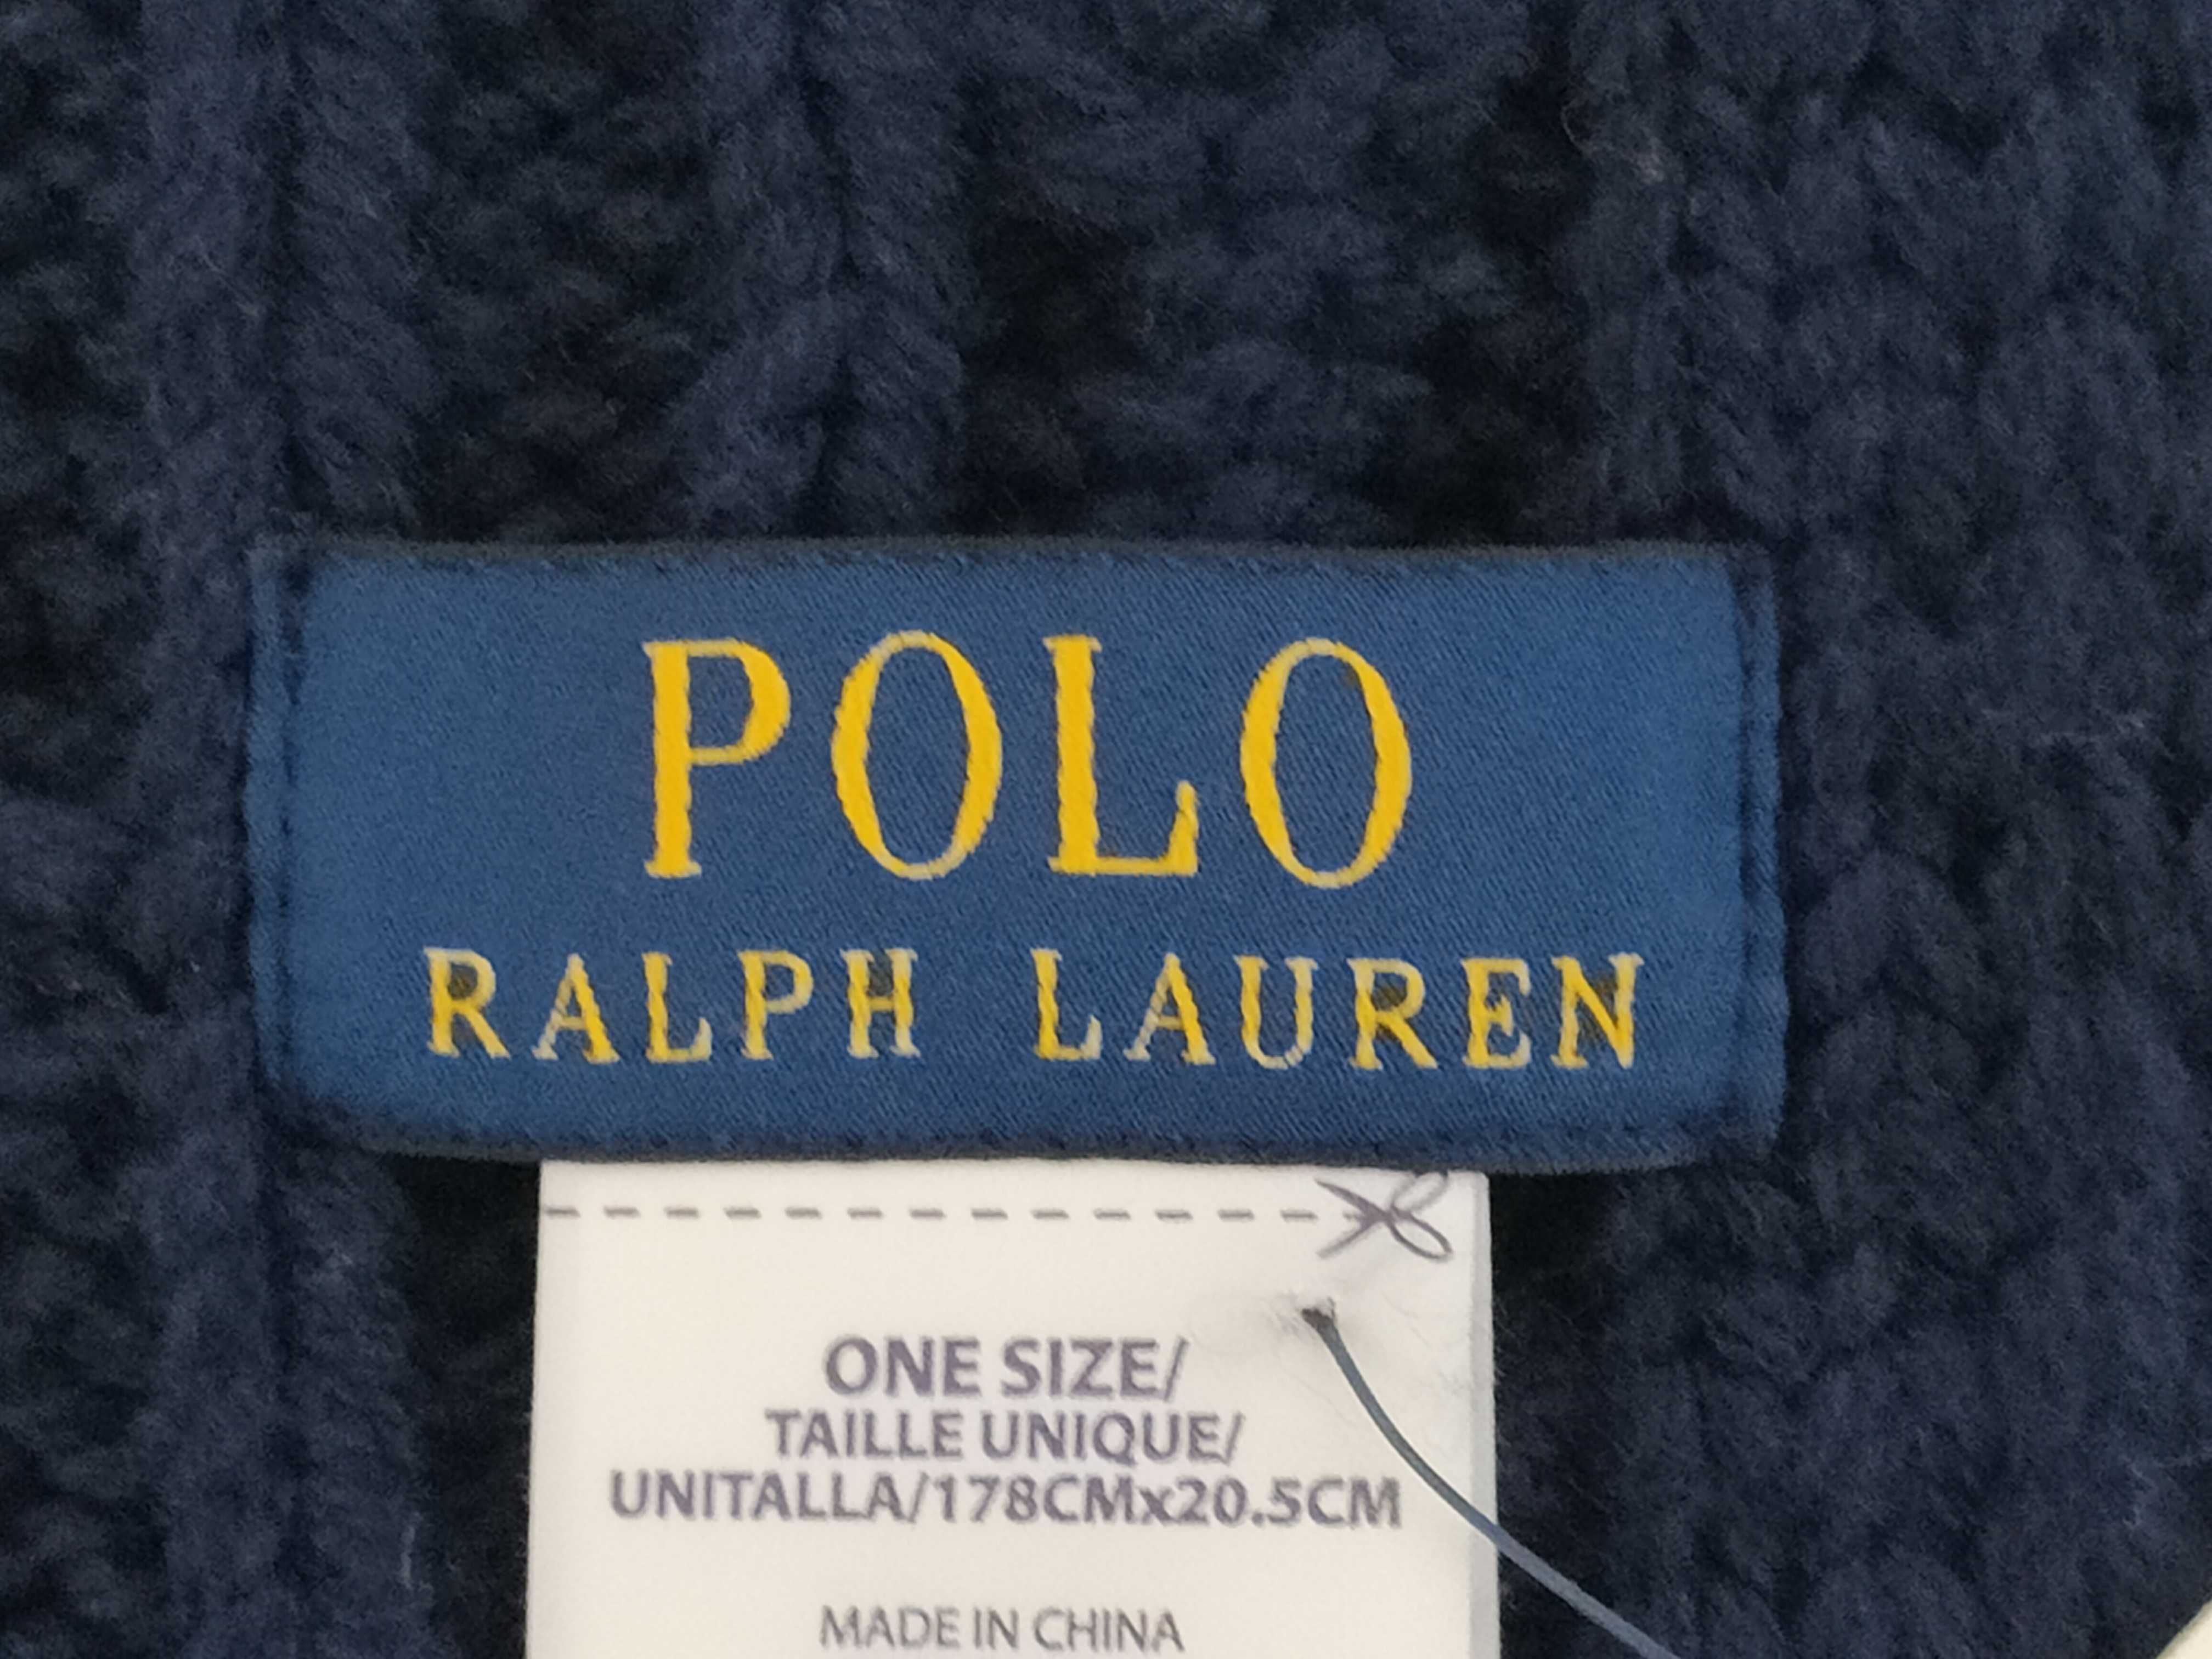 POLO
RALPH LAUREN
ONE SIZE/
TAILLE UNIQUE/
UNITALLA/178CMx20.5CM
MADE IN CHINA